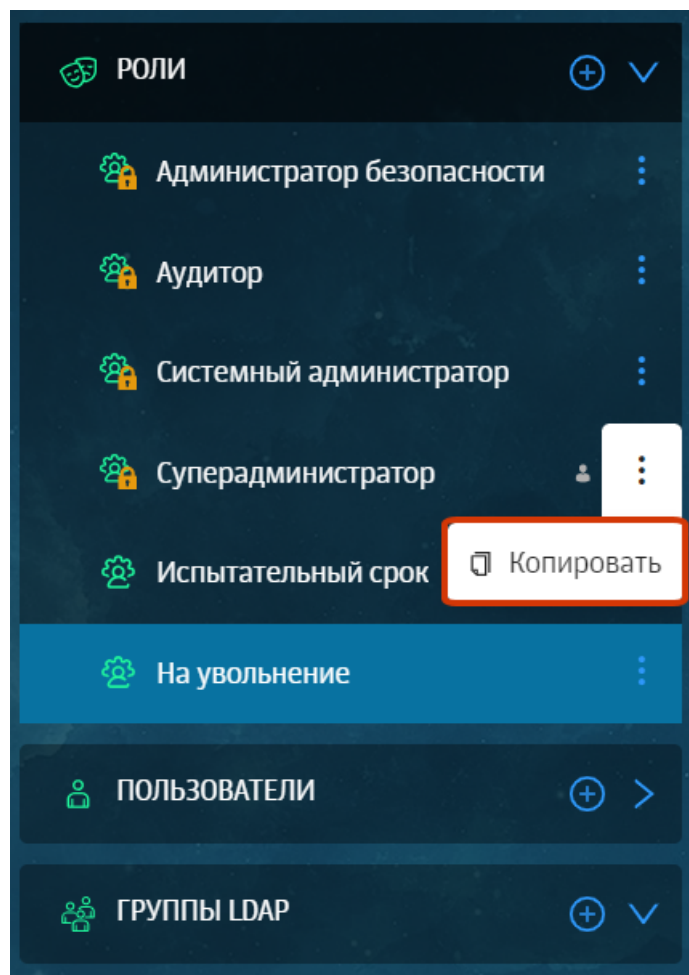 РОЛИ
Администратор безопасности
Аудитор
Системный администратор
Суперадминистратор
Копировать
Испытательный срок
На увольнение
ПОЛЬЗОВАТЕЛИ
ГРУППЫ LDAP